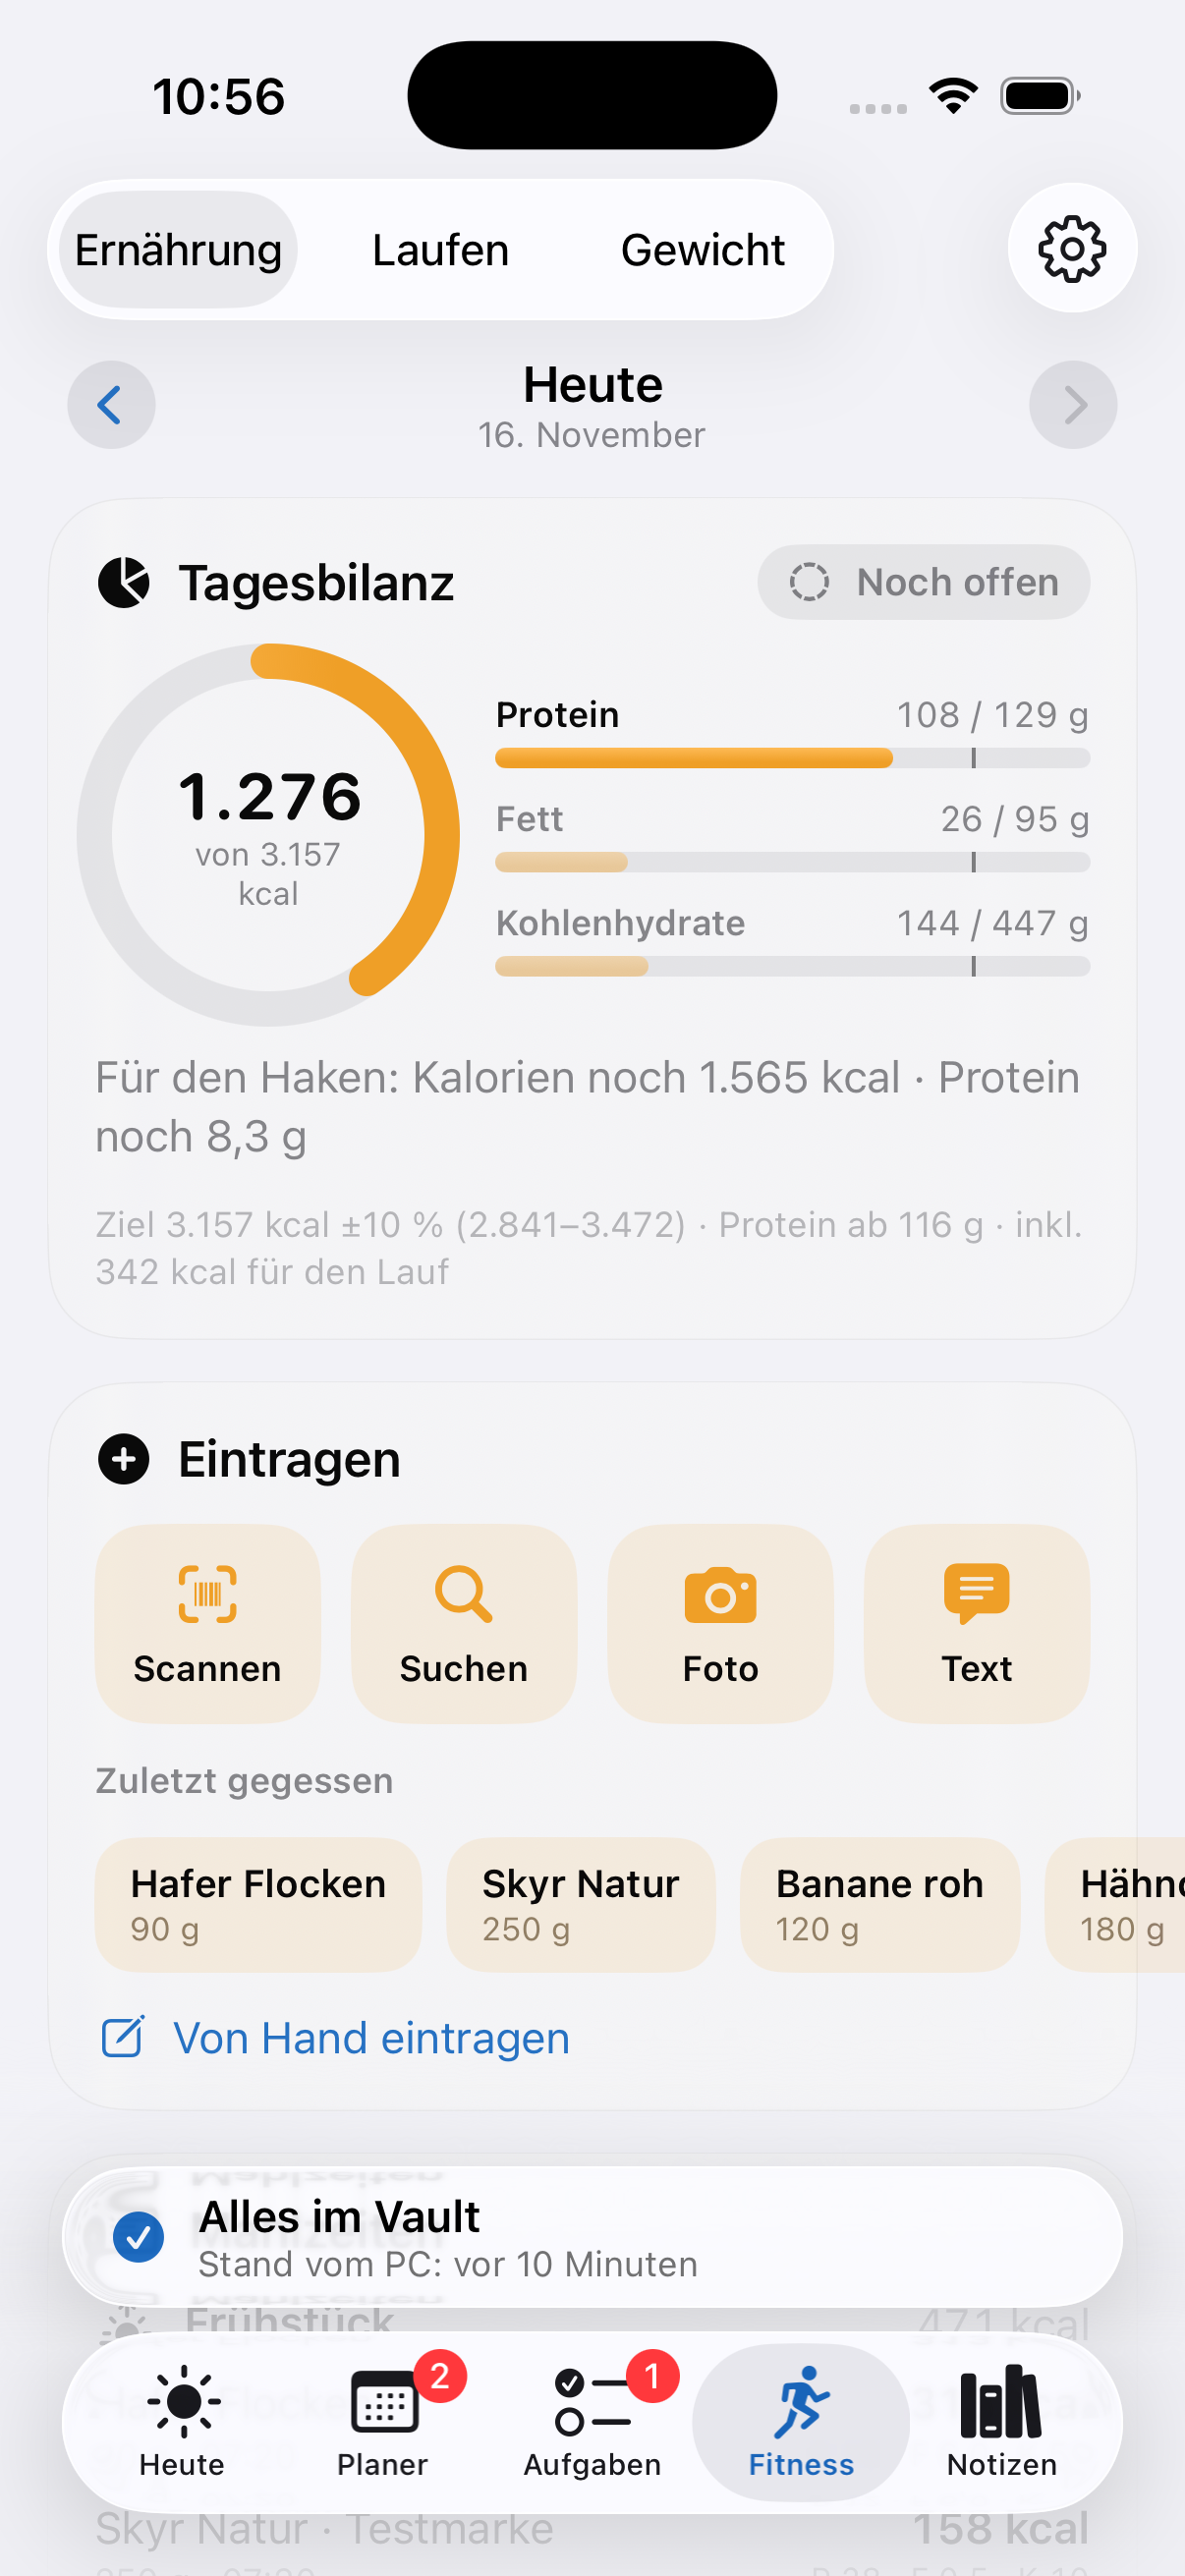 10:56
Ernährung Laufen Gewicht
Heute
16. November
Tagesbilanz Noch offen
1.276
von 3.157
kcal
Protein 108 / 129 g
Fett 26 / 95 g
Kohlenhydrate 144 / 447 g
Für den Haken: Kalorien noch 1.565 kcal · Protein
noch 8,3 g
Ziel 3.157 kcal ±10 % (2.841–3.472) · Protein ab 116 g · inkl.
342 kcal für den Lauf
Eintragen
Scannen Suchen Foto Text
Zuletzt gegessen
Hafer Flocken Skyr Natur Banane roh
90 g 250 g 120 g 180 g
Von Hand eintragen
Alles im Vault
Stand vom PC: vor 10 Minuten
Frühstück 471 kcal
2 1
Heute Planer Aufgaben Fitness Notizen
Skyr Natur · Testmarke 158 kcal